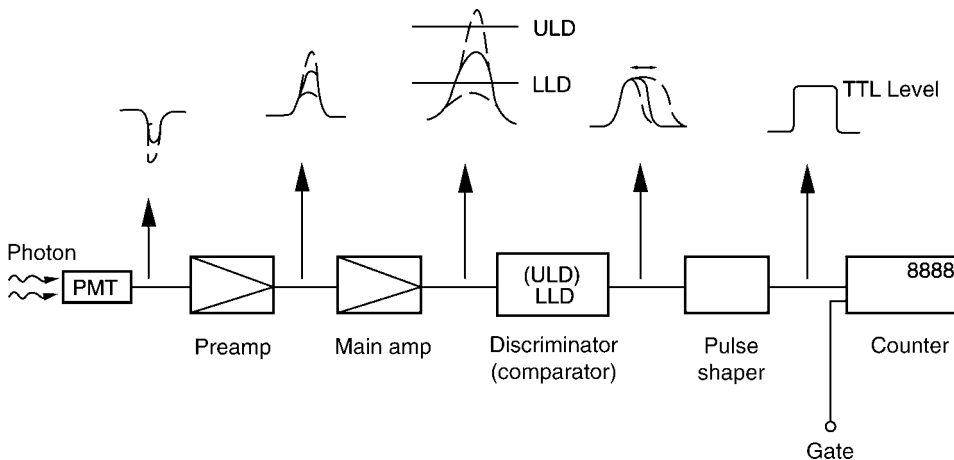 ULD
LLD
TTL Level
Photon
PMT
(ULD)
LLD
8888
Preamp
Main amp
Discriminator
(comparator)
Pulse
shaper
Counter
Gate